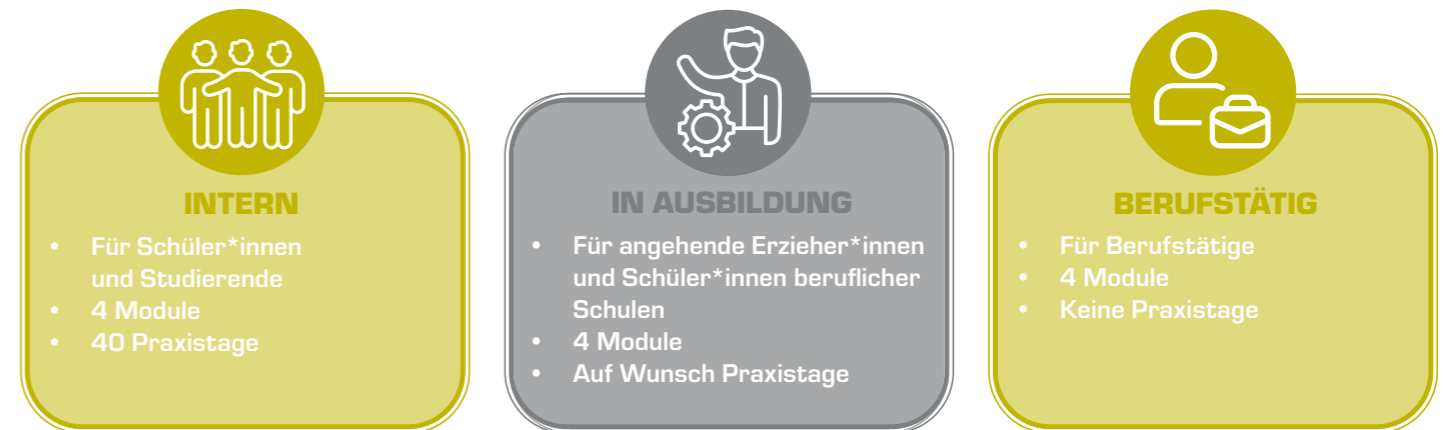 INTERN
• Für Schüler*innen
und Studierende
• 4 Module
• 40 Praxistage
IN AUSBILDUNG
• Für angehende Erzieher*innen
und Schüler*innen beruflicher
Schulen
• 4 Module
• Auf Wunsch Praxistage
BERUFSTÄTIG
• Für Berufstätige
• 4 Module
• Keine Praxistage